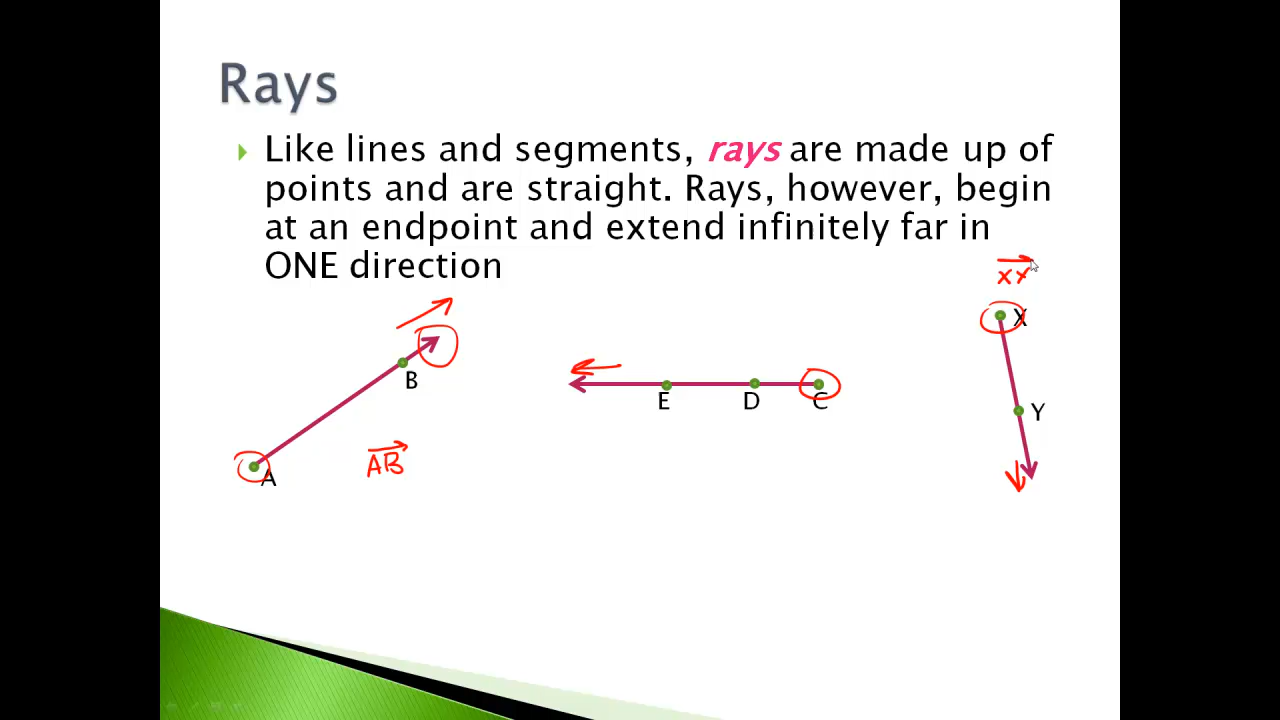 Rays
Like lines and segments, rays are made up of
points and are straight. Rays, however, begin
at an endpoint and extend infinitely far in
ONE direction
XY
X
B
E
D
C
Y
AB
A